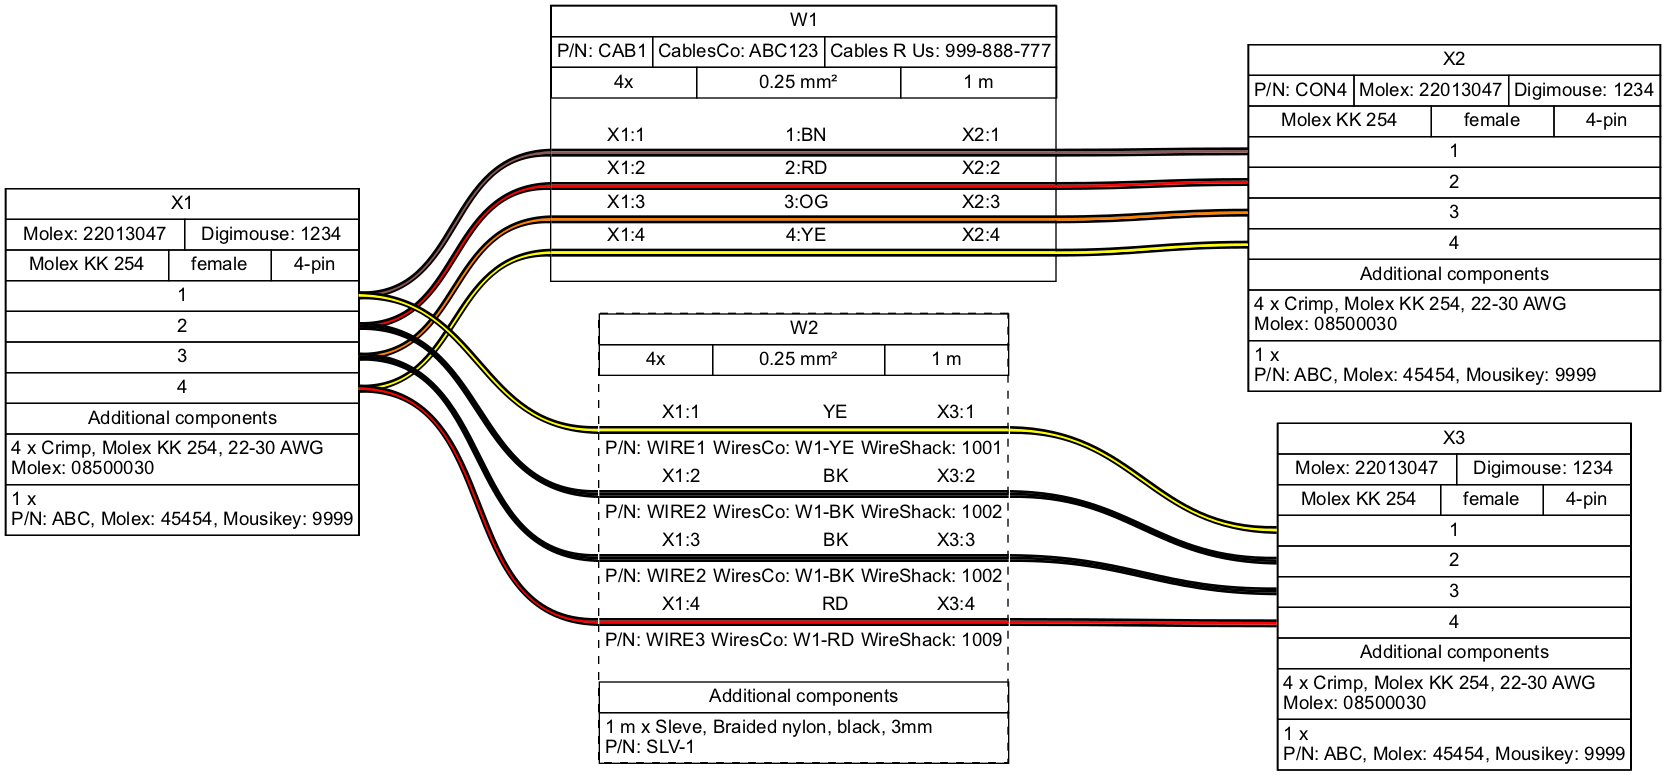 W1
P/N: CAB1 CablesCo: ABC123 Cables R Us: 999-888-777
4x 0.25 mm² 1 m
X1:1 1:BN X2:1
X1:2 2:RD X2:2
X1:3 3:OG X2:3
X1:4 4:YE X2:4
X2
P/N: CON4 Molex: 22013047 Digimouse: 1234
Molex KK 254 female 4-pin
1
2
3
4
Additional components
4 x Crimp, Molex KK 254, 22-30 AWG
Molex: 08500030
1 x
P/N: ABC, Molex: 45454, Mousikey: 9999
X1
Molex: 22013047 Digimouse: 1234
Molex KK 254 female 4-pin
1
2
3
4
Additional components
4 x Crimp, Molex KK 254, 22-30 AWG
Molex: 08500030
1 x
P/N: ABC, Molex: 45454, Mousikey: 9999
W2
4x 0.25 mm² 1 m
X1:1 YE X3:1
P/N: WIRE1 WiresCo: W1-YE WireShack: 1001
X1:2 BK X3:2
P/N: WIRE2 WiresCo: W1-BK WireShack: 1002
X1:3 BK X3:3
P/N: WIRE2 WiresCo: W1-BK WireShack: 1002
X1:4 RD X3:4
P/N: WIRE3 WiresCo: W1-RD WireShack: 1009
Additional components
1 m x Sleve, Braided nylon, black, 3mm
P/N: SLV-1
X3
Molex: 22013047 Digimouse: 1234
Molex KK 254 female 4-pin
1
2
3
4
Additional components
4 x Crimp, Molex KK 254, 22-30 AWG
Molex: 08500030
1 x
P/N: ABC, Molex: 45454, Mousikey: 9999